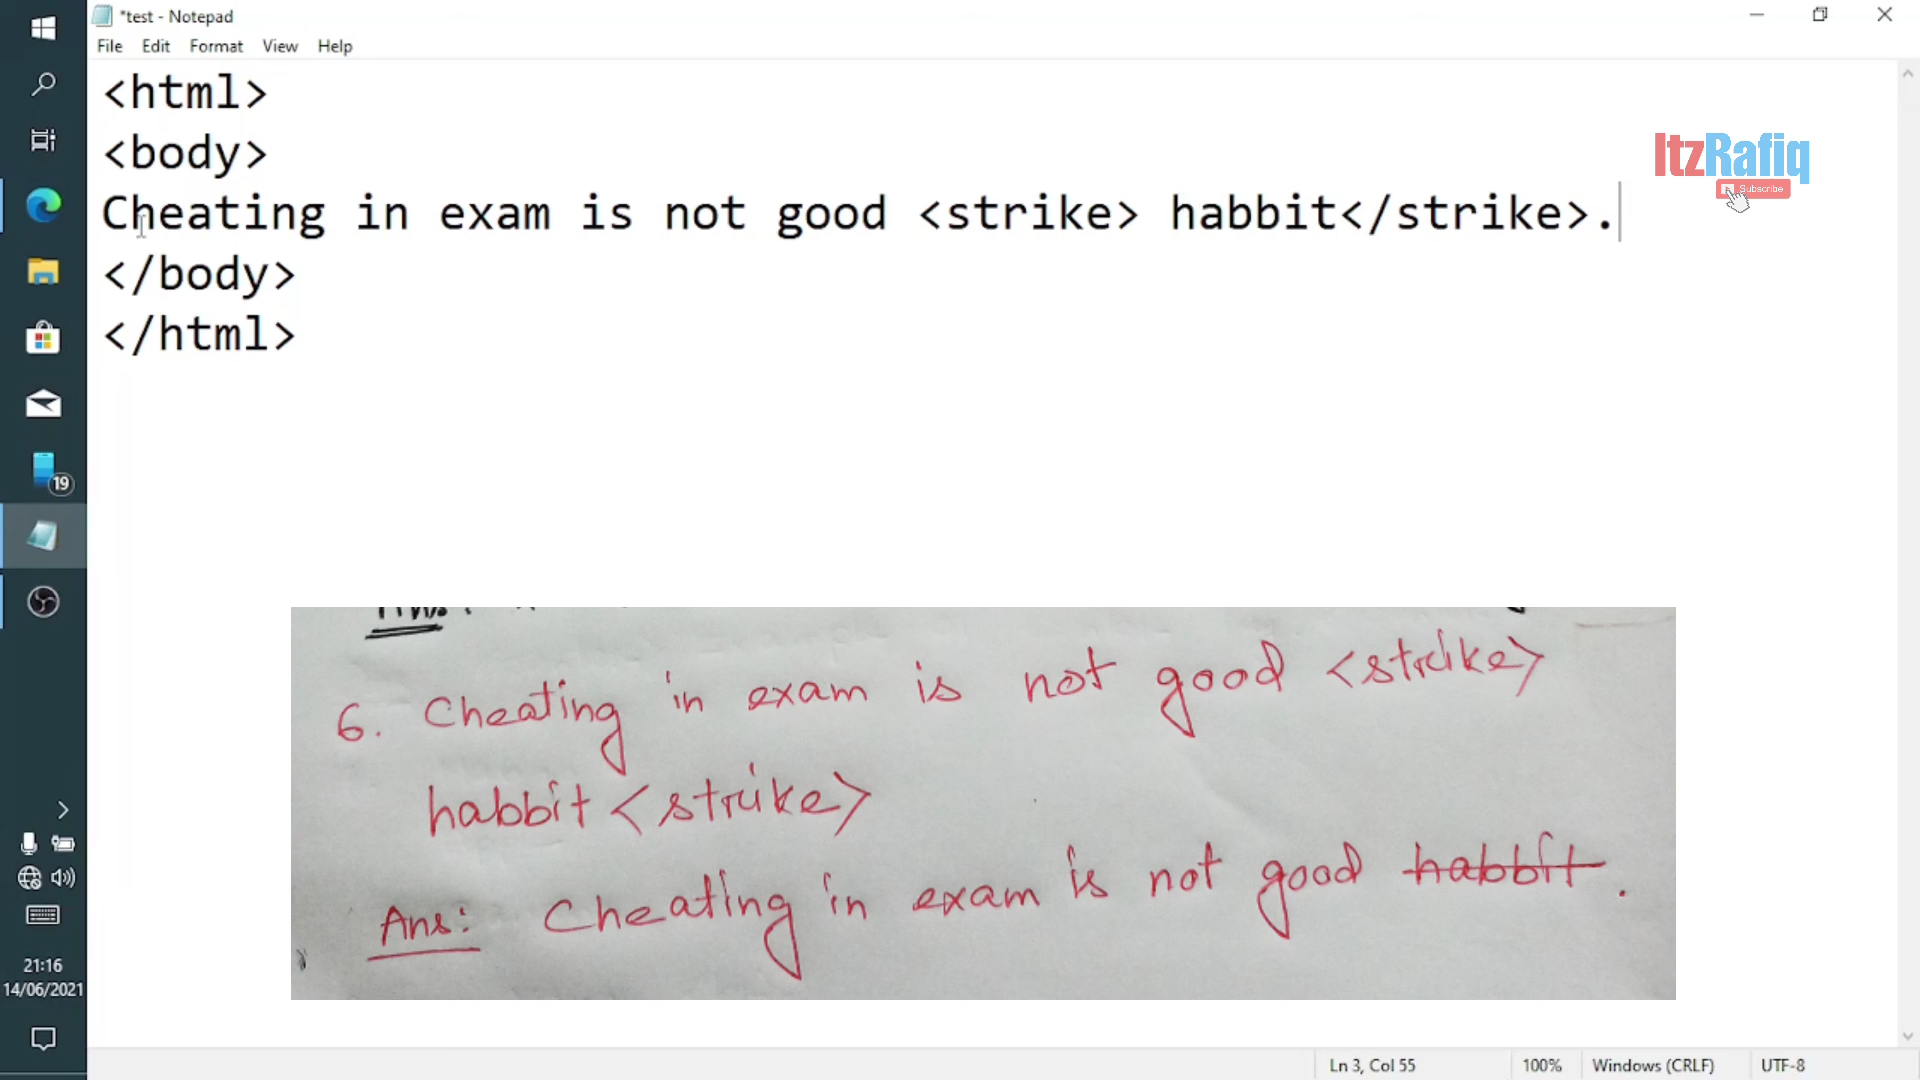 *test - Notepad
File Edit Format View Help
<html>
<body>
Cheating in exam is not good <strike> habbit</strike>.
</body>
</html>
ItzRafiq
Subscribe
19
6. Cheating in exam is not good <strike>
habbit <strike>
Ans: Cheating in exam is not good habbit.
21:16
14/06/2021
Ln 3, Col 55 100% Windows (CRLF) UTF-8